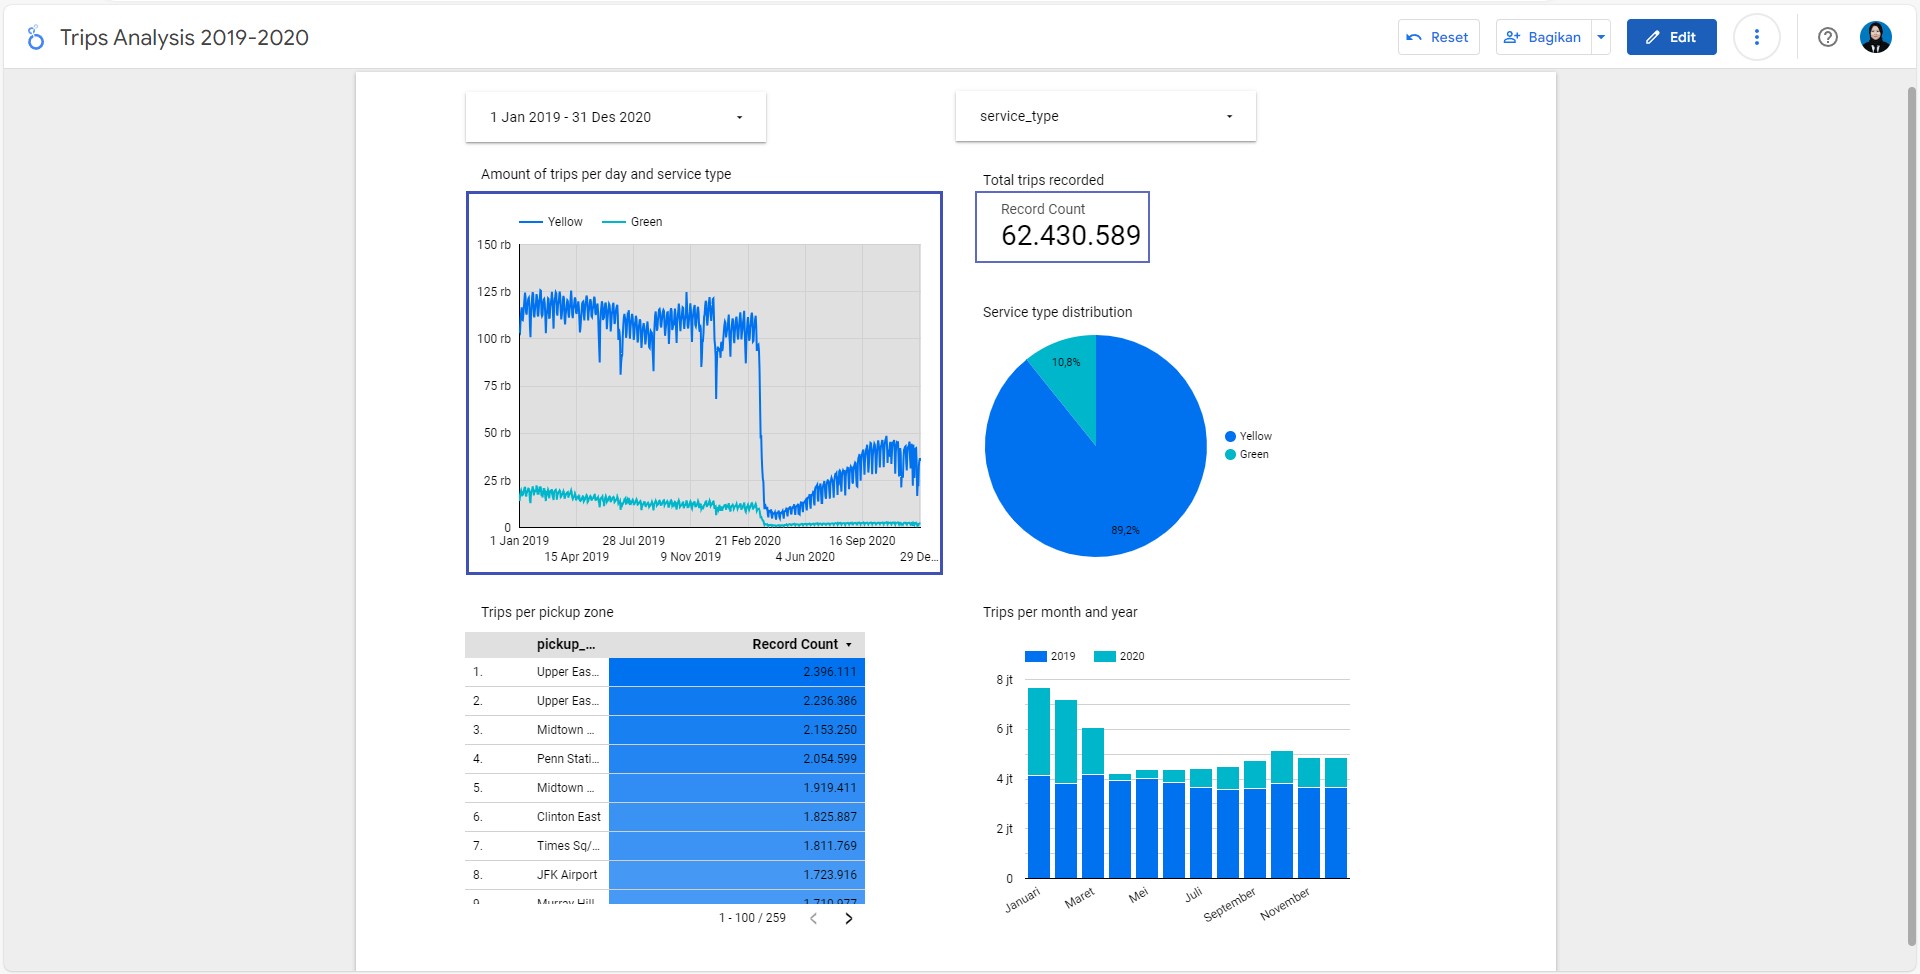 Trips Analysis 2019-2020
Reset
Bagikan
Edit
1 Jan 2019 - 31 Des 2020
service_type
Amount of trips per day and service type
Yellow
Green
150 rb
125 rb
100 rb
75 rb
50 rb
25 rb
0
1 Jan 2019
15 Apr 2019
28 Jul 2019
9 Nov 2019
21 Feb 2020
4 Jun 2020
16 Sep 2020
29 De...
Total trips recorded
Record Count
62.430.589
Service type distribution
10,8%
89,2%
Yellow
Green
Trips per pickup zone
pickup_... Record Count
1. Upper Eas... 2.396.111
2. Upper Eas... 2.236.386
3. Midtown ... 2.153.250
4. Penn Stati... 2.054.599
5. Midtown ... 1.919.411
6. Clinton East 1.825.887
7. Times Sq/... 1.811.769
8. JFK Airport 1.723.916
9. Murray Hill 1.710.977
1 - 100 / 259
Trips per month and year
2019
2020
8 jt
6 jt
4 jt
2 jt
0
Januari
Maret
Mei
Juli
September
November